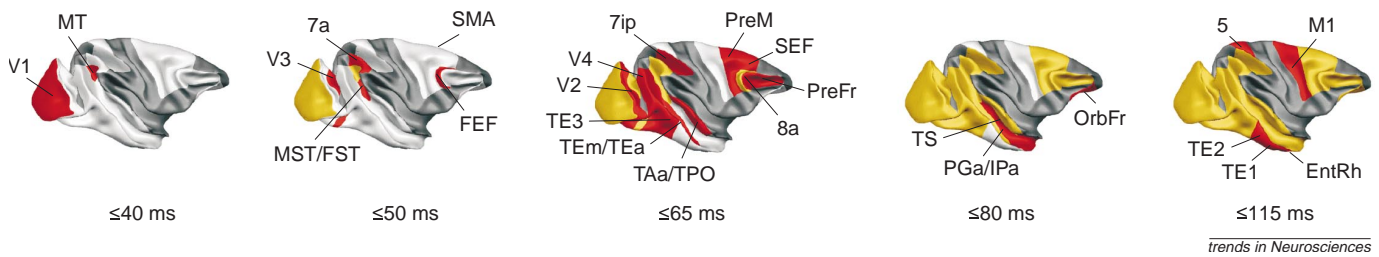 MT
V1
≤40 ms
7a
SMA
V3
FEF
MST/FST
≤50 ms
7ip
PreM
V4
SEF
V2
PreFr
TE3
8a
TEm/TEa
TAa/TPO
≤65 ms
OrbFr
TS
PGa/IPa
≤80 ms
5
M1
TE2
TE1
EntRh
≤115 ms
trends in Neurosciences